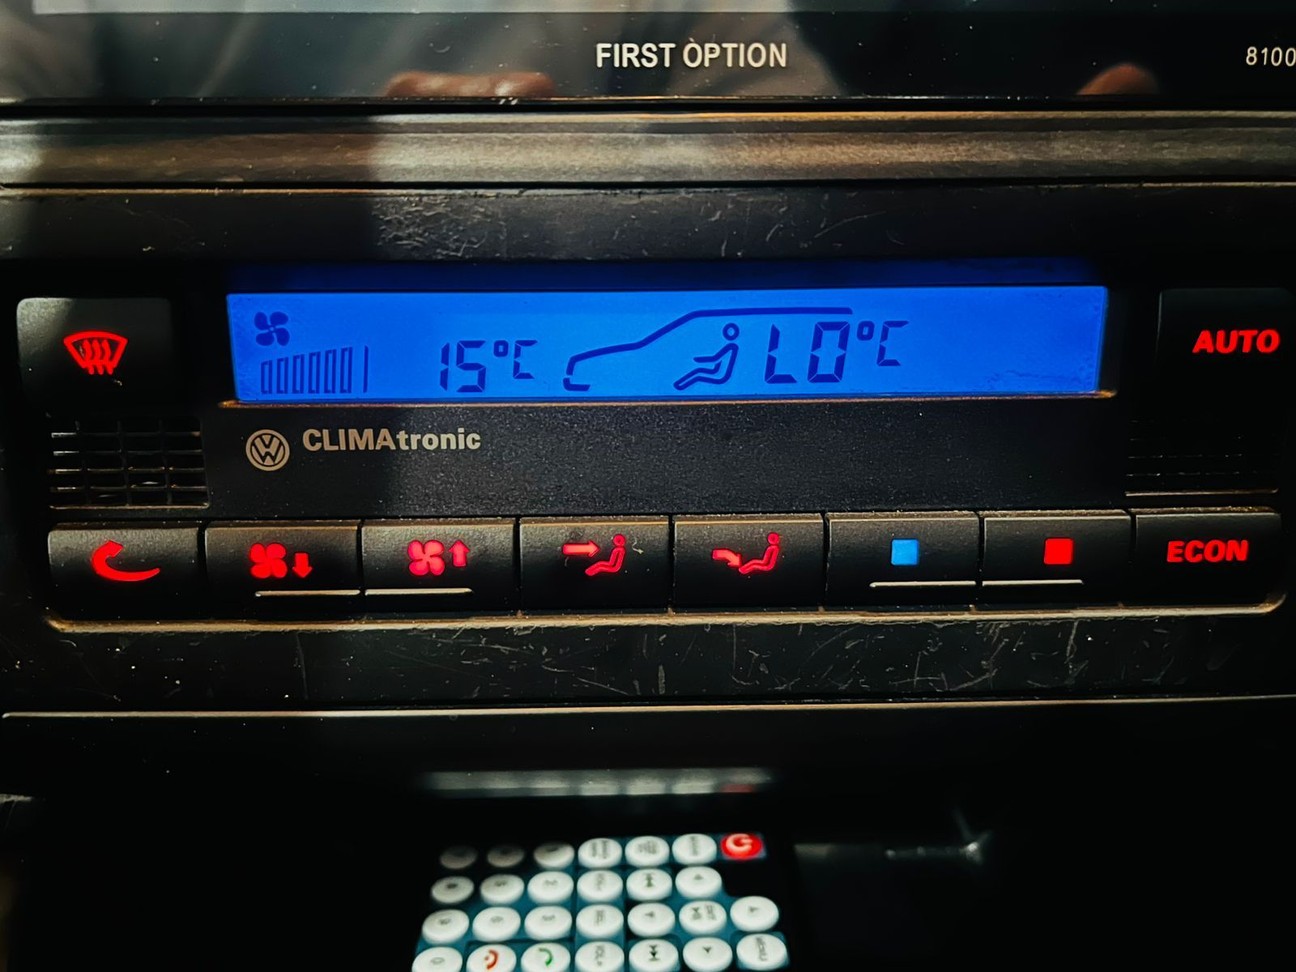 FIRST OPTION
8100
AUTO
15°C
LO°C
CLIMAtronic
ECON